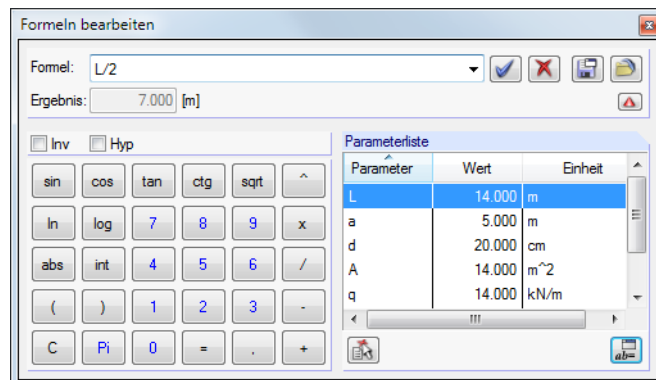 Formeln bearbeiten
Formel: L/2
Ergebnis: 7.000 [m]
Inv Hyp
sin cos tan ctg sqrt ^
ln log 7 8 9 x
abs int 4 5 6 /
( ) 1 2 3 -
C Pi 0 = . +
Parameterliste
Parameter Wert Einheit
L 14.000 m
a 5.000 m
d 20.000 cm
A 14.000 m^2
q 14.000 kN/m
ab=